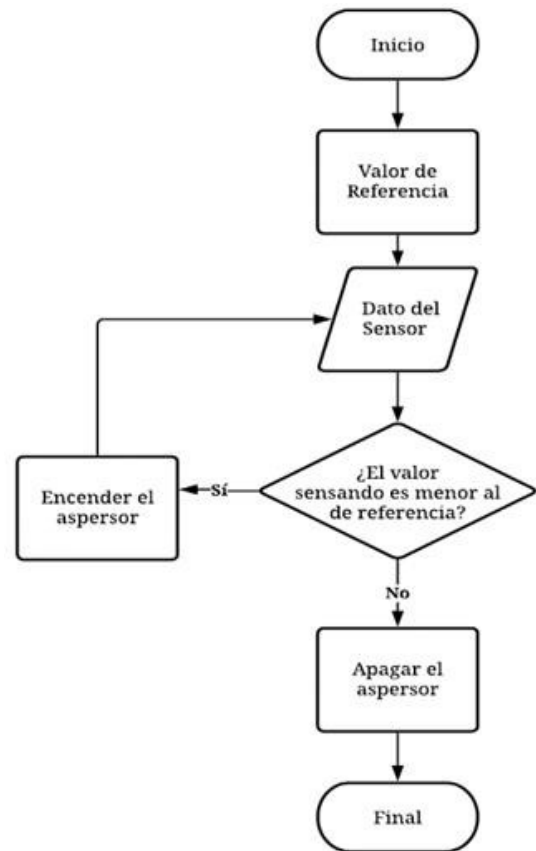 Inicio
Valor de
Referencia
Dato del
Sensor
¿El valor
sensando es menor al
de referencia?
Sí
Encender el
aspersor
No
Apagar el
aspersor
Final